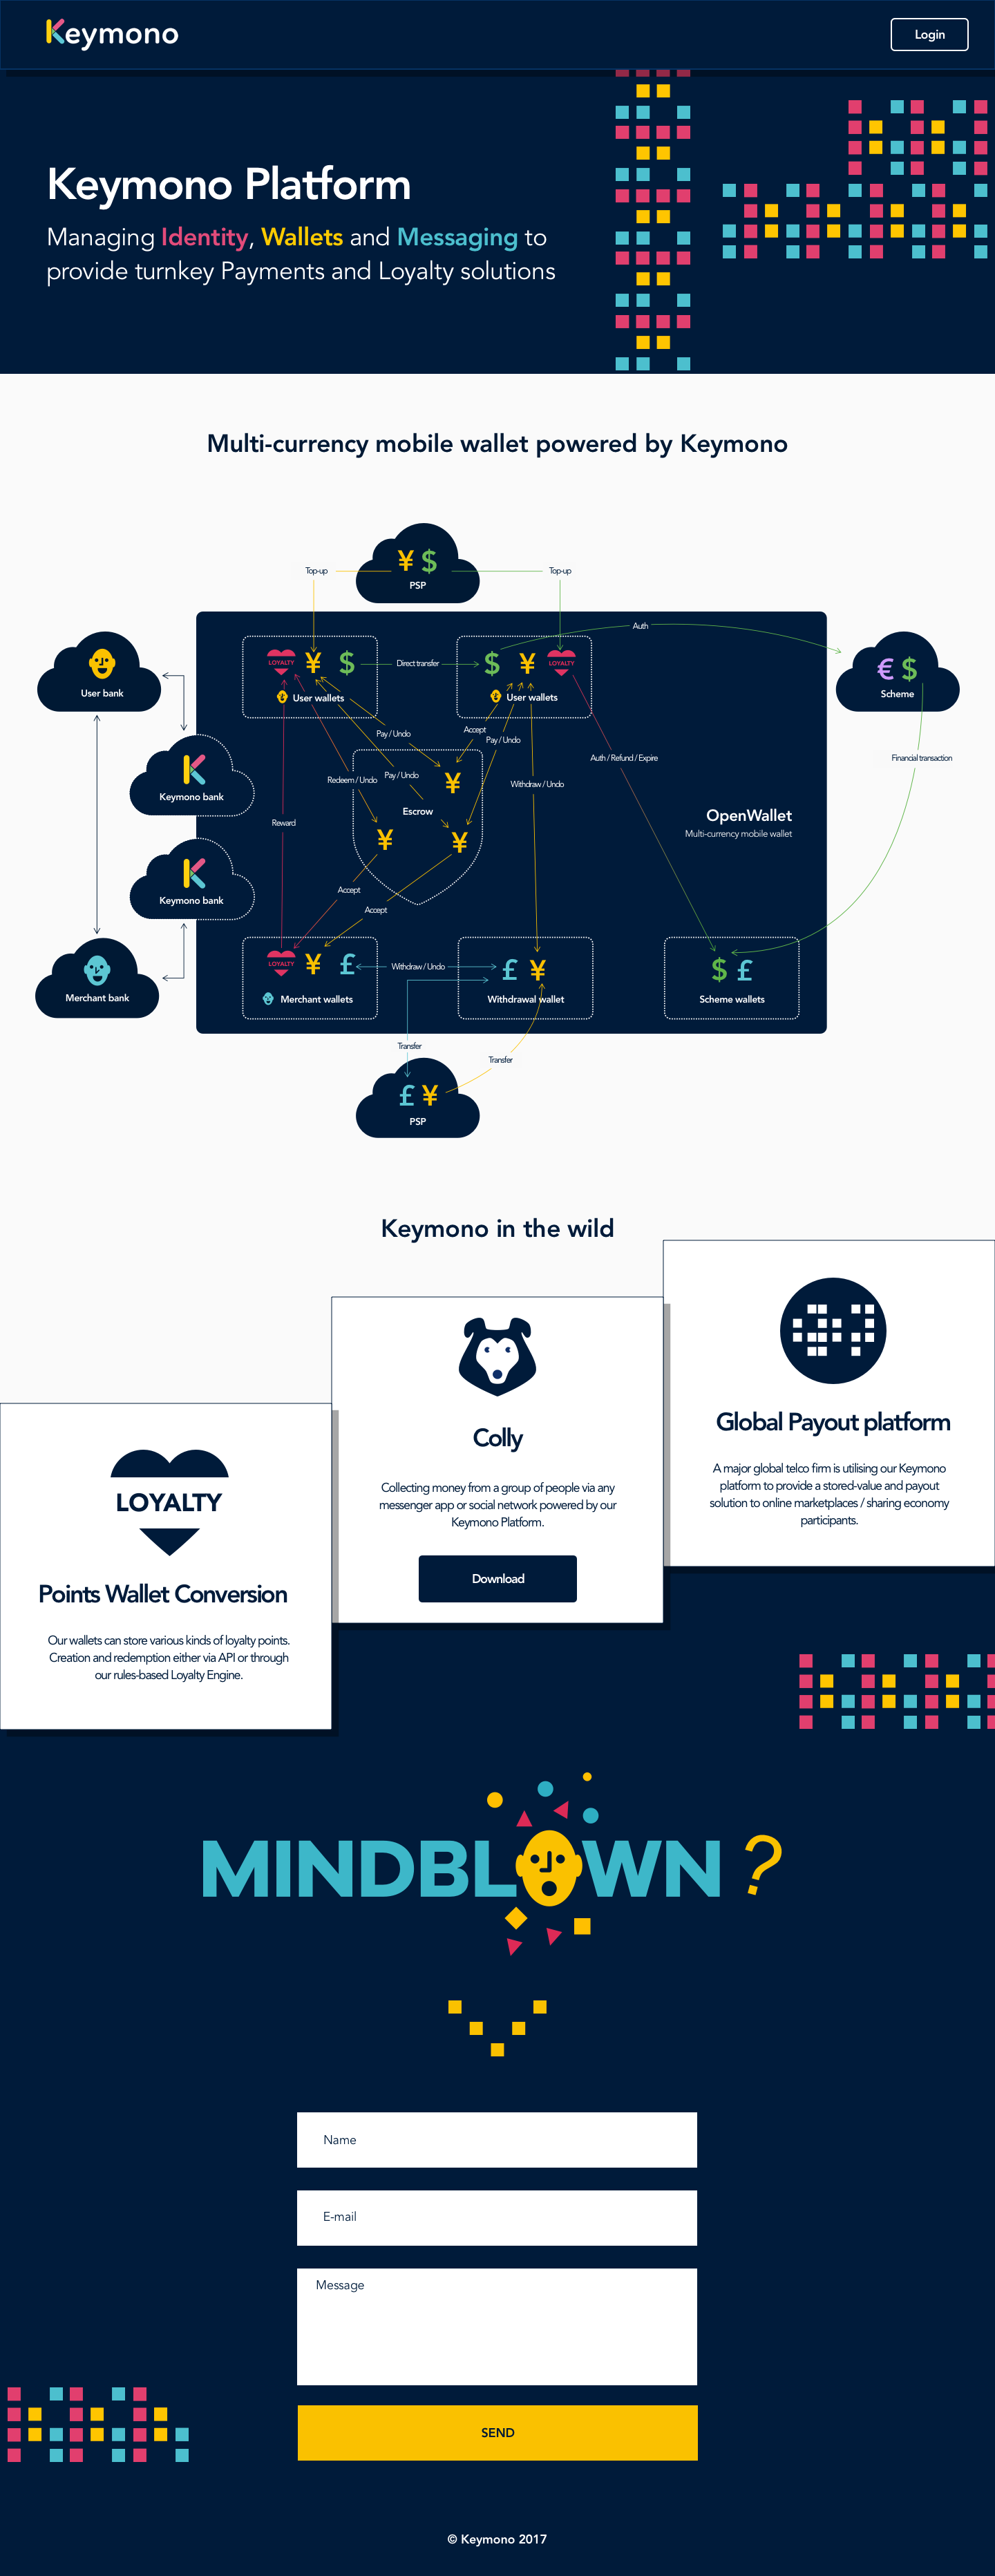 Keymono
Login
Keymono Platform
Managing Identity, Wallets and Messaging to
provide turnkey Payments and Loyalty solutions
Multi-currency mobile wallet powered by Keymono
¥ $
PSP
Top-up
Top-up
Auth
User bank
LOYALTY ¥ $
User wallets
Direct transfer
$ ¥ LOYALTY
User wallets
€ $
Scheme
Keymono bank
Pay / Undo
Accept
Pay / Undo
Redeem / Undo
Pay / Undo
¥
Withdraw / Undo
Auth / Refund / Expire
Financial transaction
Escrow
¥
¥
Reward
OpenWallet
Multi-currency mobile wallet
Keymono bank
Accept
Accept
Merchant bank
LOYALTY ¥ £
Merchant wallets
Withdraw / Undo
£ ¥
Withdrawal wallet
$ £
Scheme wallets
Transfer
Transfer
£ ¥
PSP
Keymono in the wild
LOYALTY
Points Wallet Conversion
Our wallets can store various kinds of loyalty points.
Creation and redemption either via API or through
our rules-based Loyalty Engine.
Colly
Collecting money from a group of people via any
messenger app or social network powered by our
Keymono Platform.
Download
Global Payout platform
A major global telco firm is utilising our Keymono
platform to provide a stored-value and payout
solution to online marketplaces / sharing economy
participants.
MINDBLOWN ?
Name
E-mail
Message
SEND
© Keymono 2017